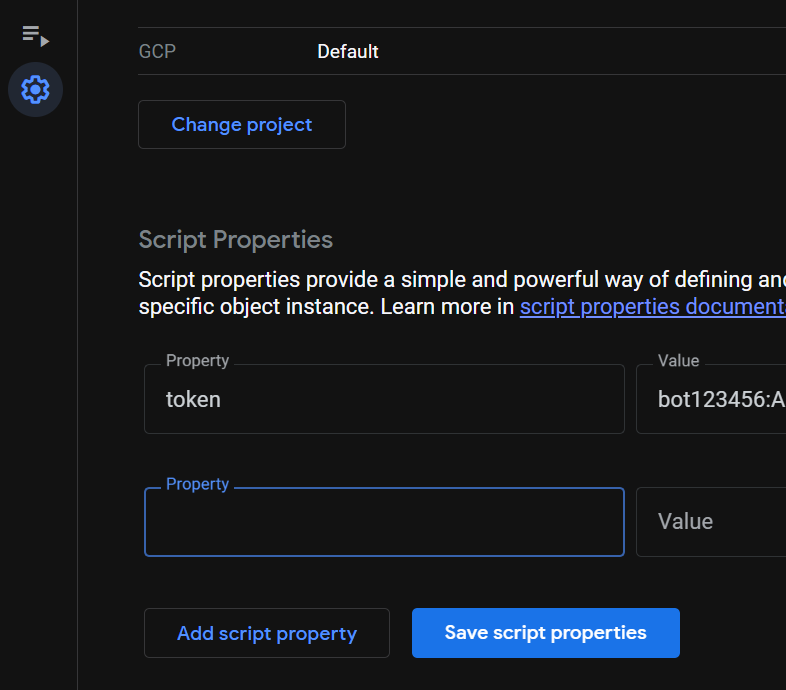 GCP Default
Change project
Script Properties
Script properties provide a simple and powerful way of defining and
specific object instance. Learn more in script properties documenta
Property Value
token bot123456:A
Property
Value
Add script property Save script properties